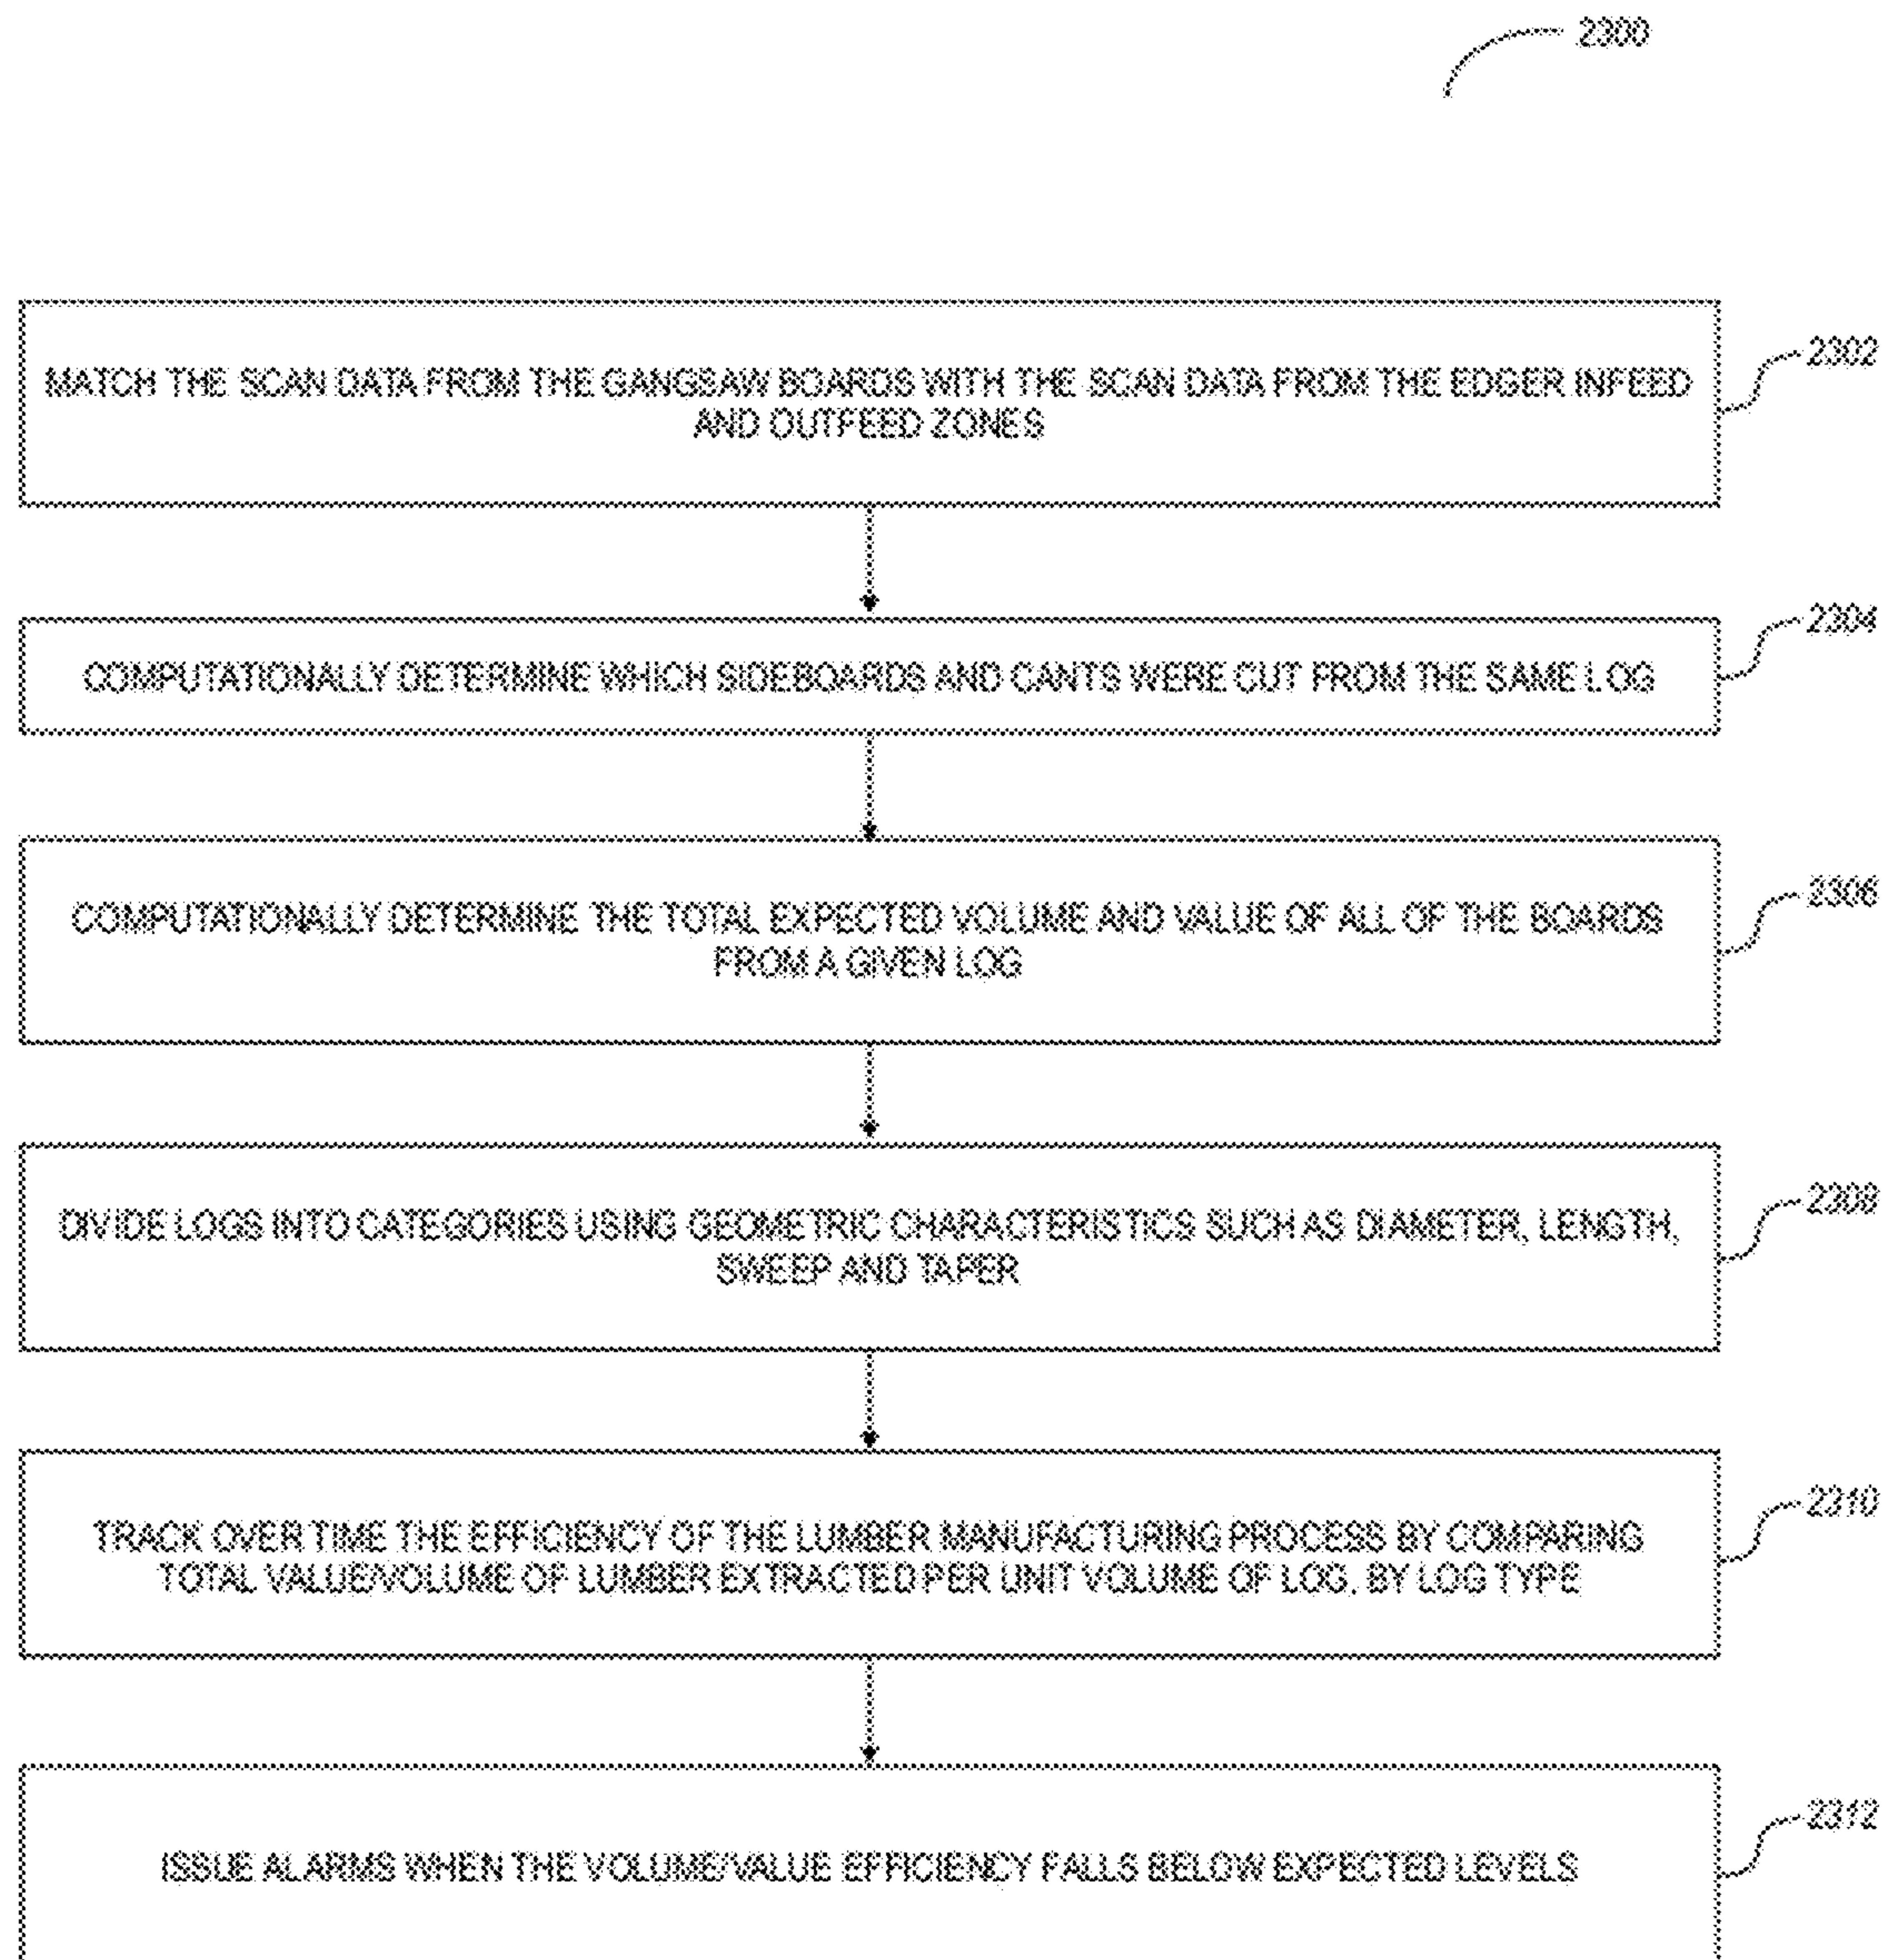 2300
MATCH THE SCAN DATA FROM THE GANGSAW BOARDS WITH THE SCAN DATA FROM THE EDGER INFEED
AND OUTFEED ZONES
2302
COMPUTATIONALLY DETERMINE WHICH SIDEBOARDS AND CANTS WERE CUT FROM THE SAME LOG
2304
COMPUTATIONALLY DETERMINE THE TOTAL EXPECTED VOLUME AND VALUE OF ALL OF THE BOARDS
FROM A GIVEN LOG
2306
DIVIDE LOGS INTO CATEGORIES USING GEOMETRIC CHARACTERISTICS SUCH AS DIAMETER, LENGTH,
SWEEP AND TAPER
2308
TRACK OVER TIME THE EFFICIENCY OF THE LUMBER MANUFACTURING PROCESS BY COMPARING
TOTAL VALUE/VOLUME OF LUMBER EXTRACTED PER UNIT VOLUME OF LOG, BY LOG TYPE
2310
ISSUE ALARMS WHEN THE VOLUME/VALUE EFFICIENCY FALLS BELOW EXPECTED LEVELS
2312